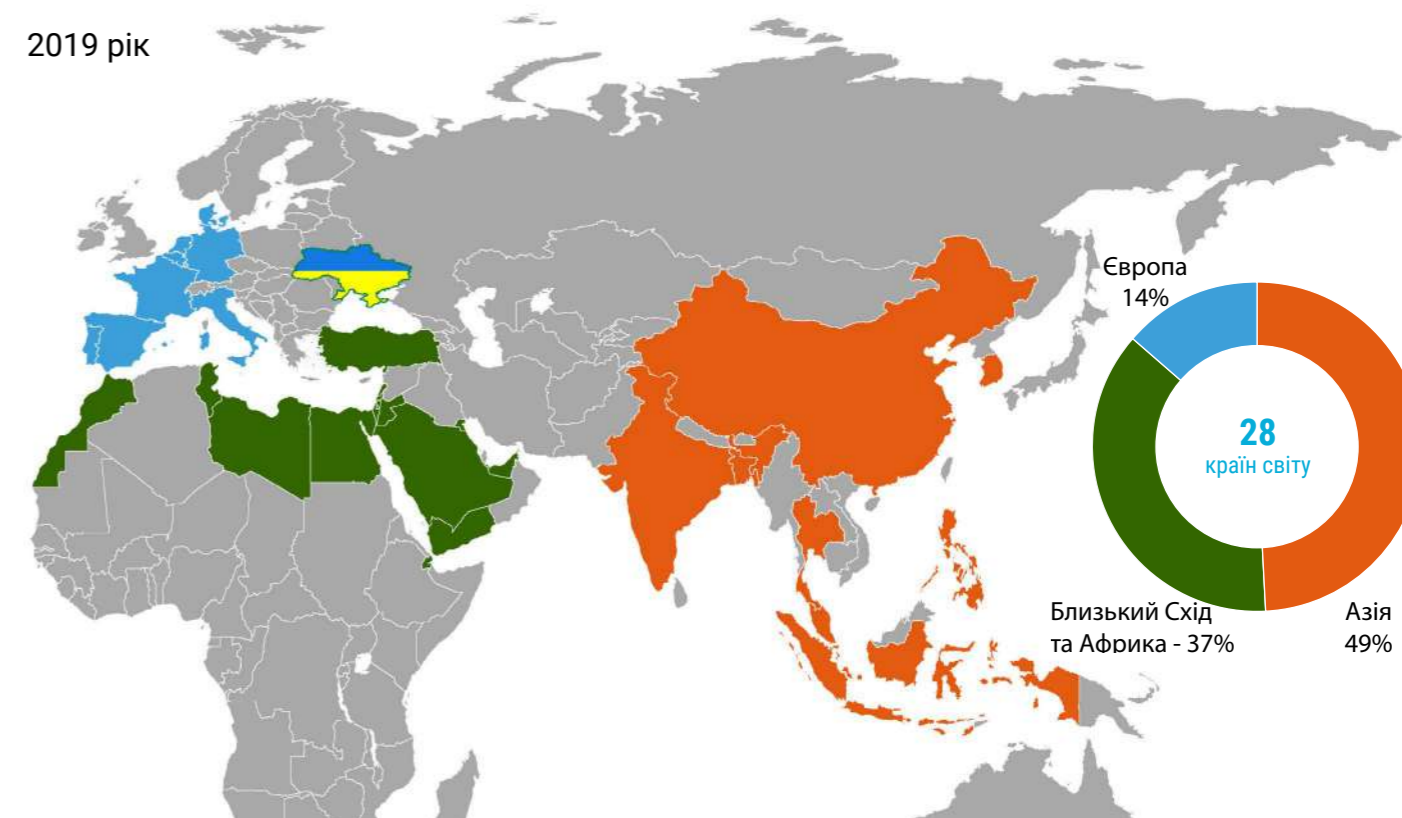 2019 рік
Європа
14%
28
країн світу
Близький Схід
та Африка - 37%
Азія
49%